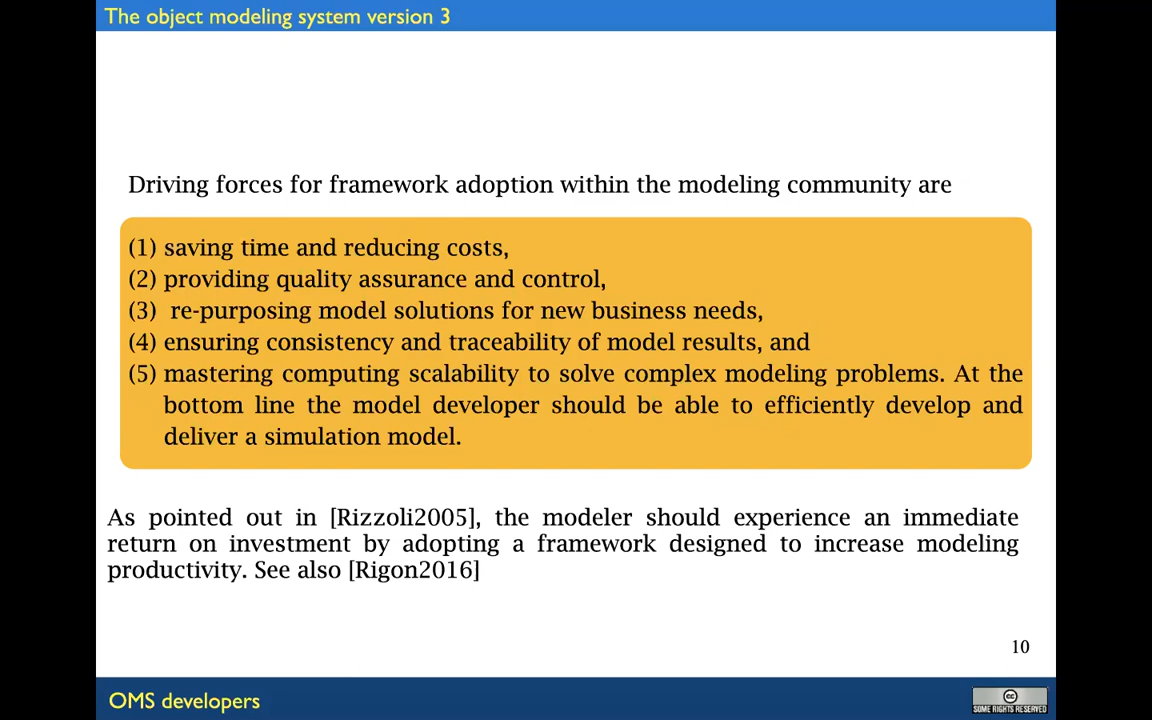 The object modeling system version 3
Driving forces for framework adoption within the modeling community are
(1) saving time and reducing costs,
(2) providing quality assurance and control,
(3) re-purposing model solutions for new business needs,
(4) ensuring consistency and traceability of model results, and
(5) mastering computing scalability to solve complex modeling problems. At the
bottom line the model developer should be able to efficiently develop and
deliver a simulation model.
As pointed out in [Rizzoli2005], the modeler should experience an immediate
return on investment by adopting a framework designed to increase modeling
productivity. See also [Rigon2016]
10
OMS developers
cc
SOME RIGHTS RESERVED